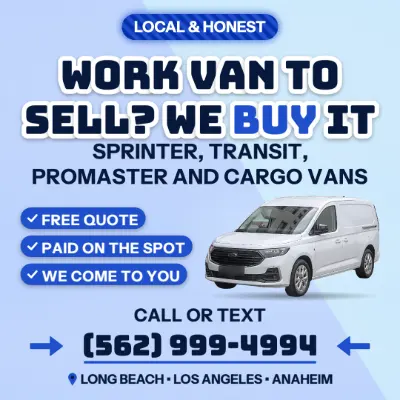 LOCAL & HONEST
WORK VAN TO
SELL? WE BUY IT
SPRINTER, TRANSIT,
PROMASTER AND CARGO VANS
FREE QUOTE
PAID ON THE SPOT
WE COME TO YOU
CALL OR TEXT
(562) 999-4994
LONG BEACH • LOS ANGELES • ANAHEIM